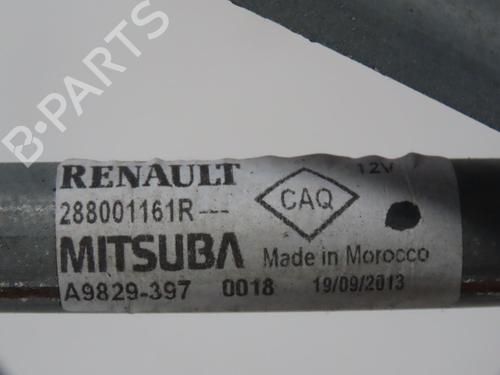 B-PARTS
RENAULT
288001161R---
CAQ
12V
MITSUBA
Made in Morocco
A9829-397 0018 19/09/2013